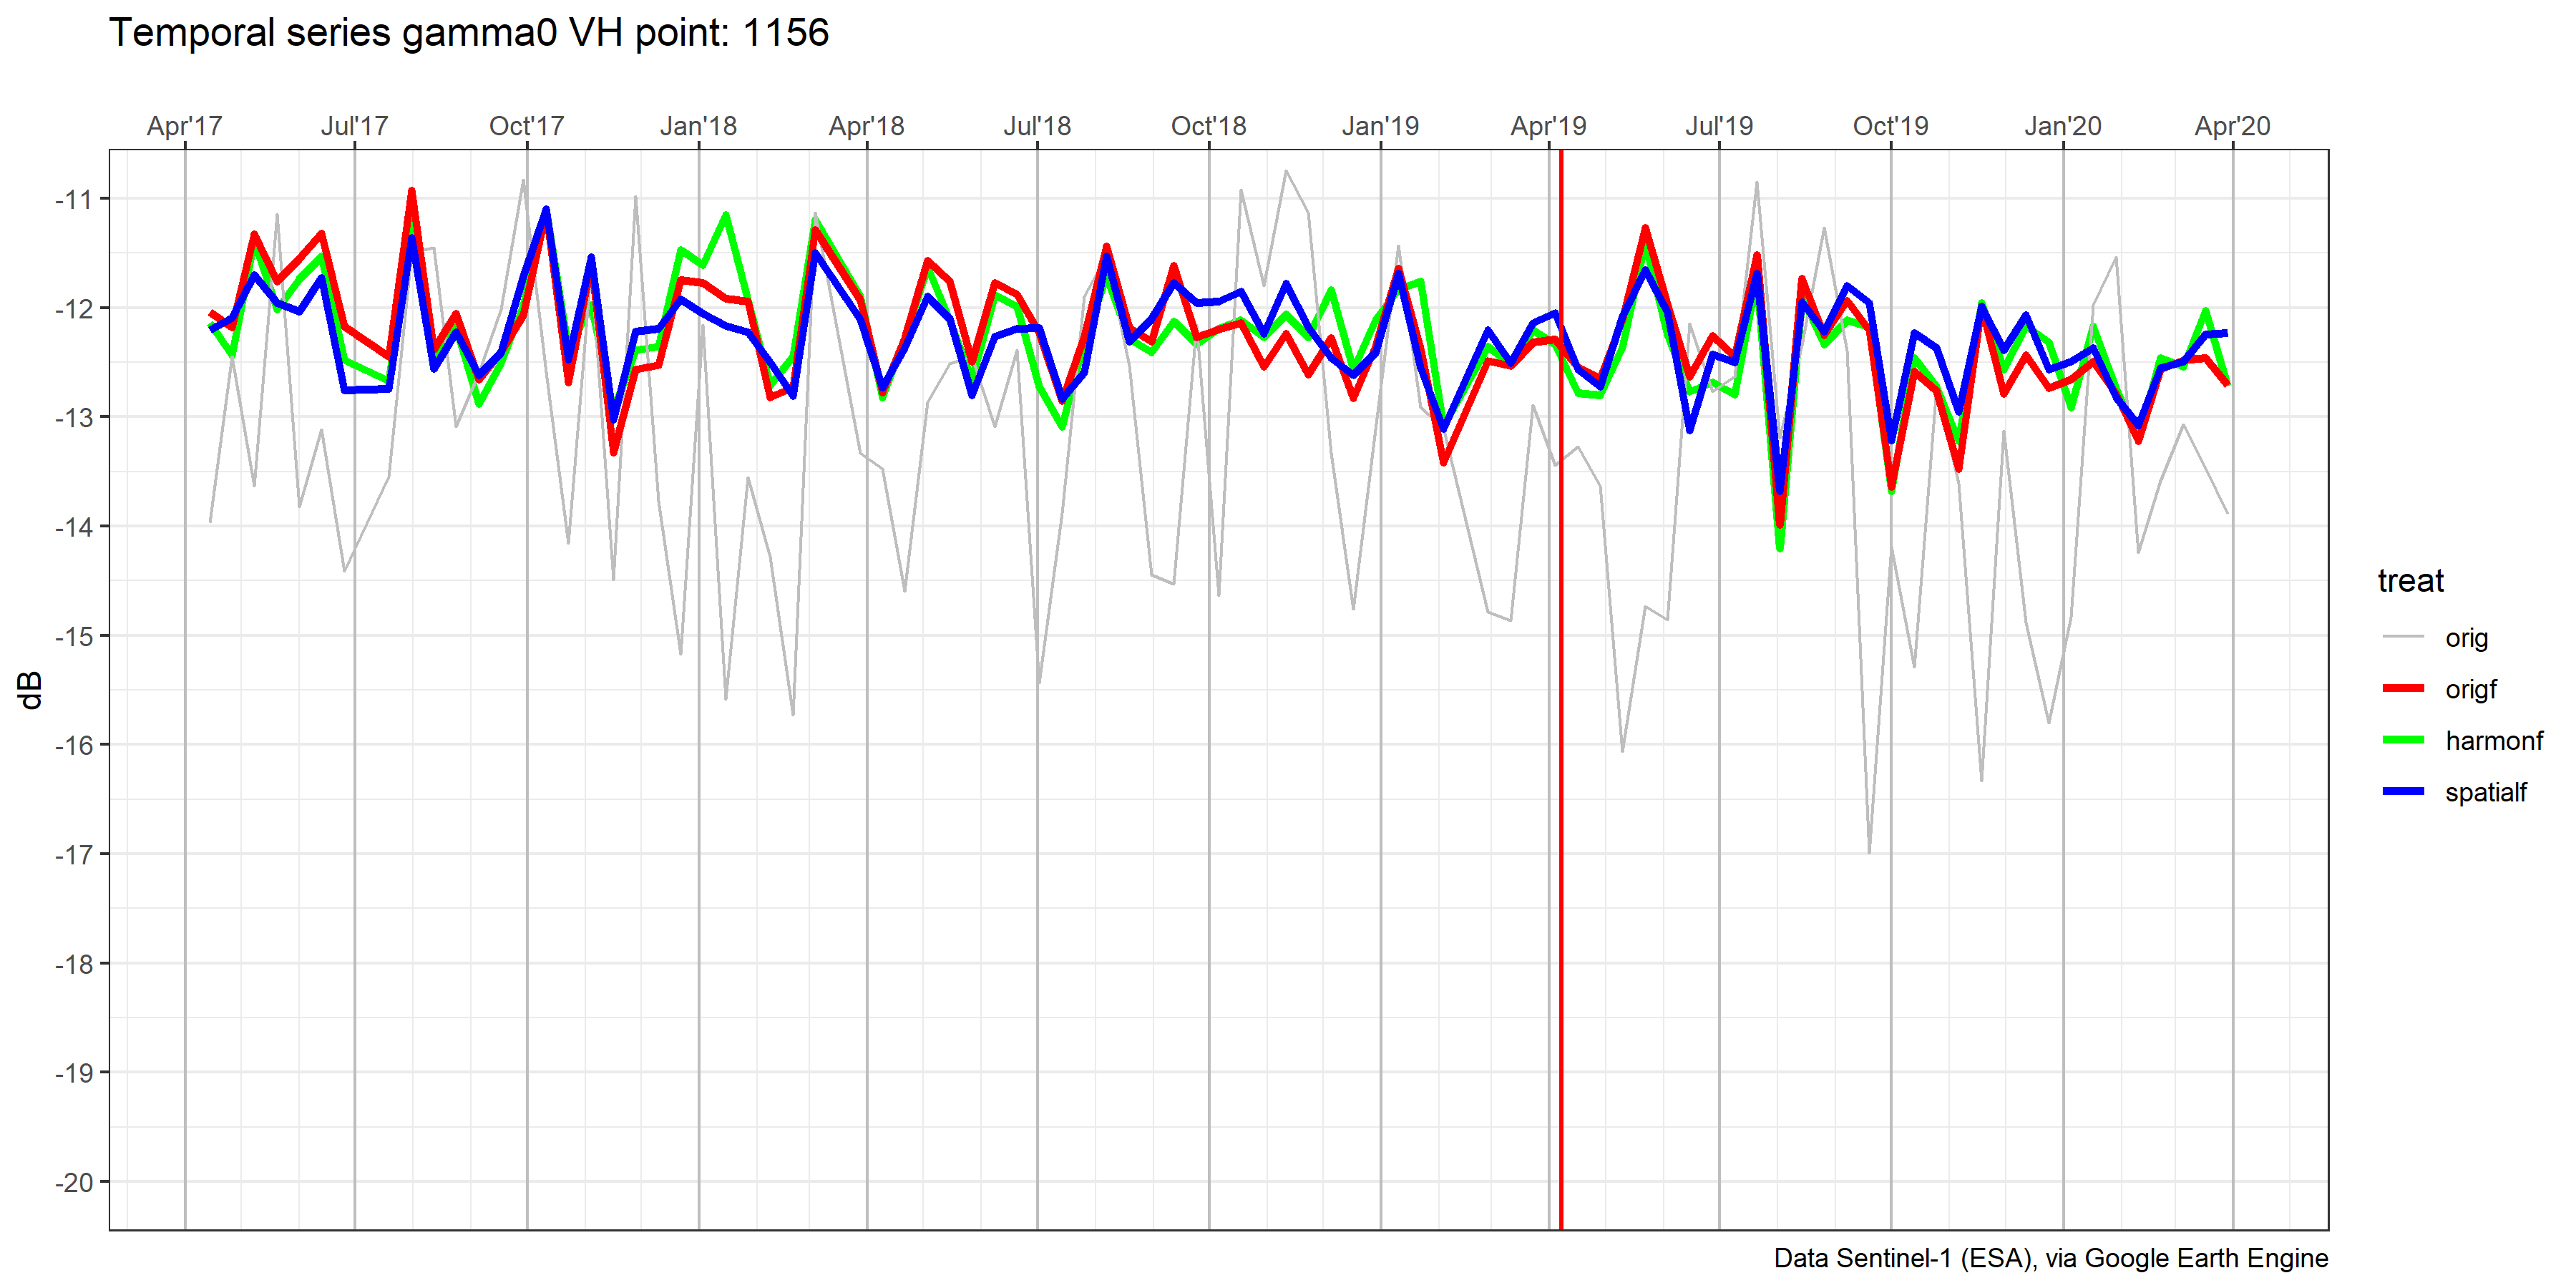 Temporal series gamma0 VH point: 1156
Apr'17 Jul'17 Oct'17 Jan'18 Apr'18 Jul'18 Oct'18 Jan'19 Apr'19 Jul'19 Oct'19 Jan'20 Apr'20
-11
-12
-13
-14
-15
-16
-17
-18
-19
-20
dB
treat
orig
origf
harmonf
spatialf
Data Sentinel-1 (ESA), via Google Earth Engine